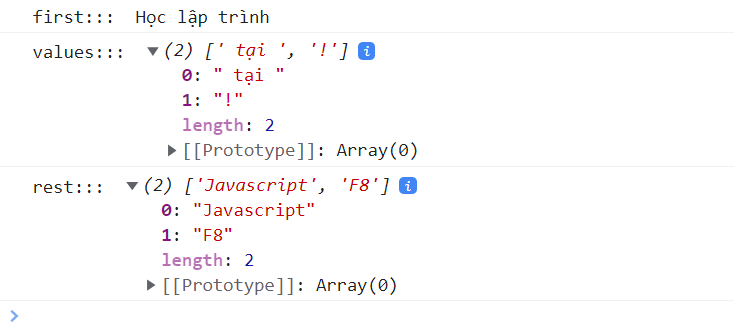 first:::  Học lập trình
values:::  ▼(2) [' tại ', '!'] i
0: " tại "
1: "!"
length: 2
▶[[Prototype]]: Array(0)
rest:::  ▼(2) ['Javascript', 'F8'] i
0: "Javascript"
1: "F8"
length: 2
▶[[Prototype]]: Array(0)
>